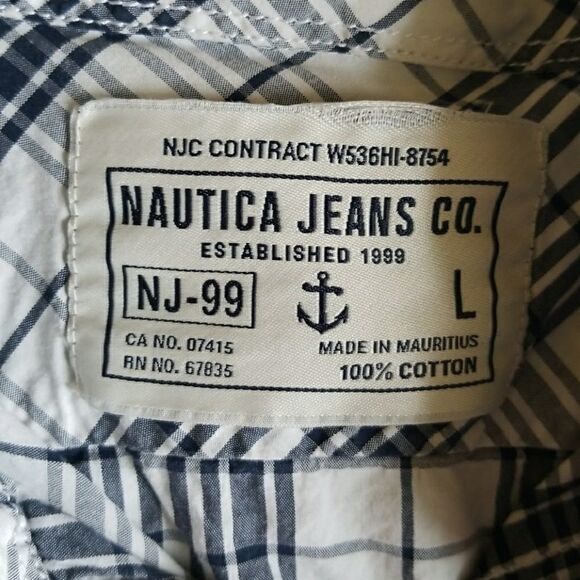 NJC CONTRACT W536HI-8754
NAUTICA JEANS CO.
ESTABLISHED 1999
NJ-99 L
CA NO. 07415 MADE IN MAURITIUS
RN NO. 67835 100% COTTON